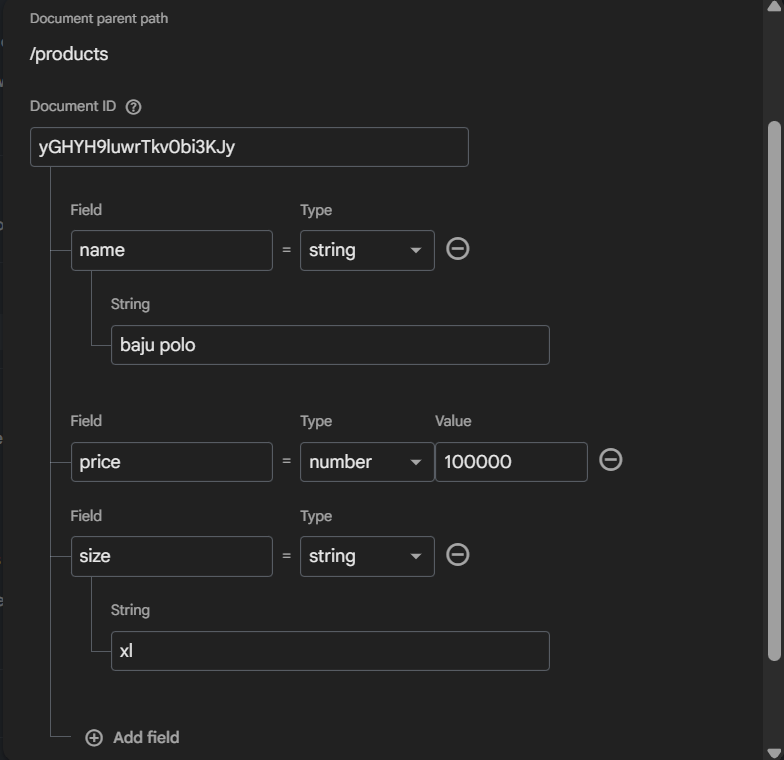 Document parent path
/products
Document ID
yGHYH9luwrTkv0bi3KJy
Field Type
name = string
String
baju polo
Field Type Value
price = number 100000
Field Type
size = string
String
xl
Add field